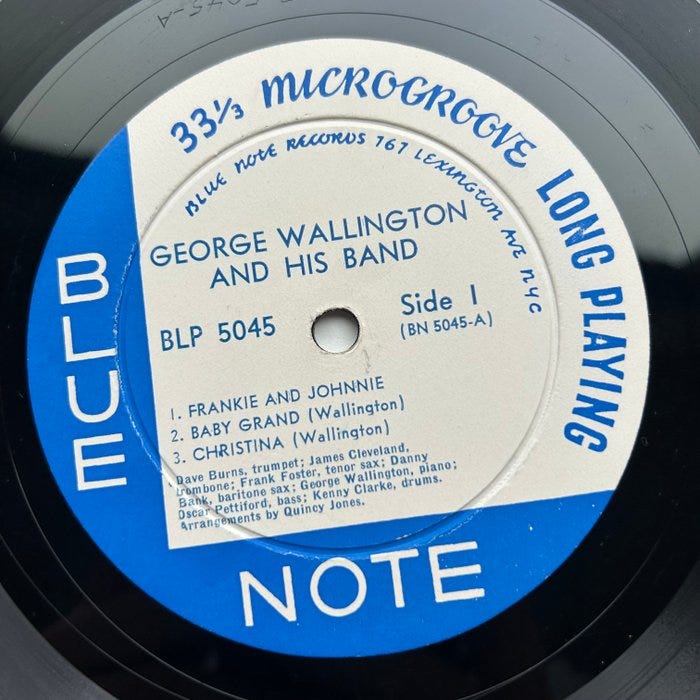 5045-A
33⅓ MICROGROOVE LONG PLAYING
BLUE NOTE RECORDS 767 LEXINGTON AVE NYC
GEORGE WALLINGTON
AND HIS BAND
BLP 5045
Side 1
(BN 5045-A)
1. FRANKIE AND JOHNNIE
2. BABY GRAND (Wallington)
3. CHRISTINA (Wallington)
Dave Burns, trumpet; James Cleveland,
trombone; Frank Foster, tenor sax; Danny
Bank, baritone sax; George Wallington, piano;
Oscar Pettiford, bass; Kenny Clarke, drums.
Arrangements by Quincy Jones.
BLUE
NOTE